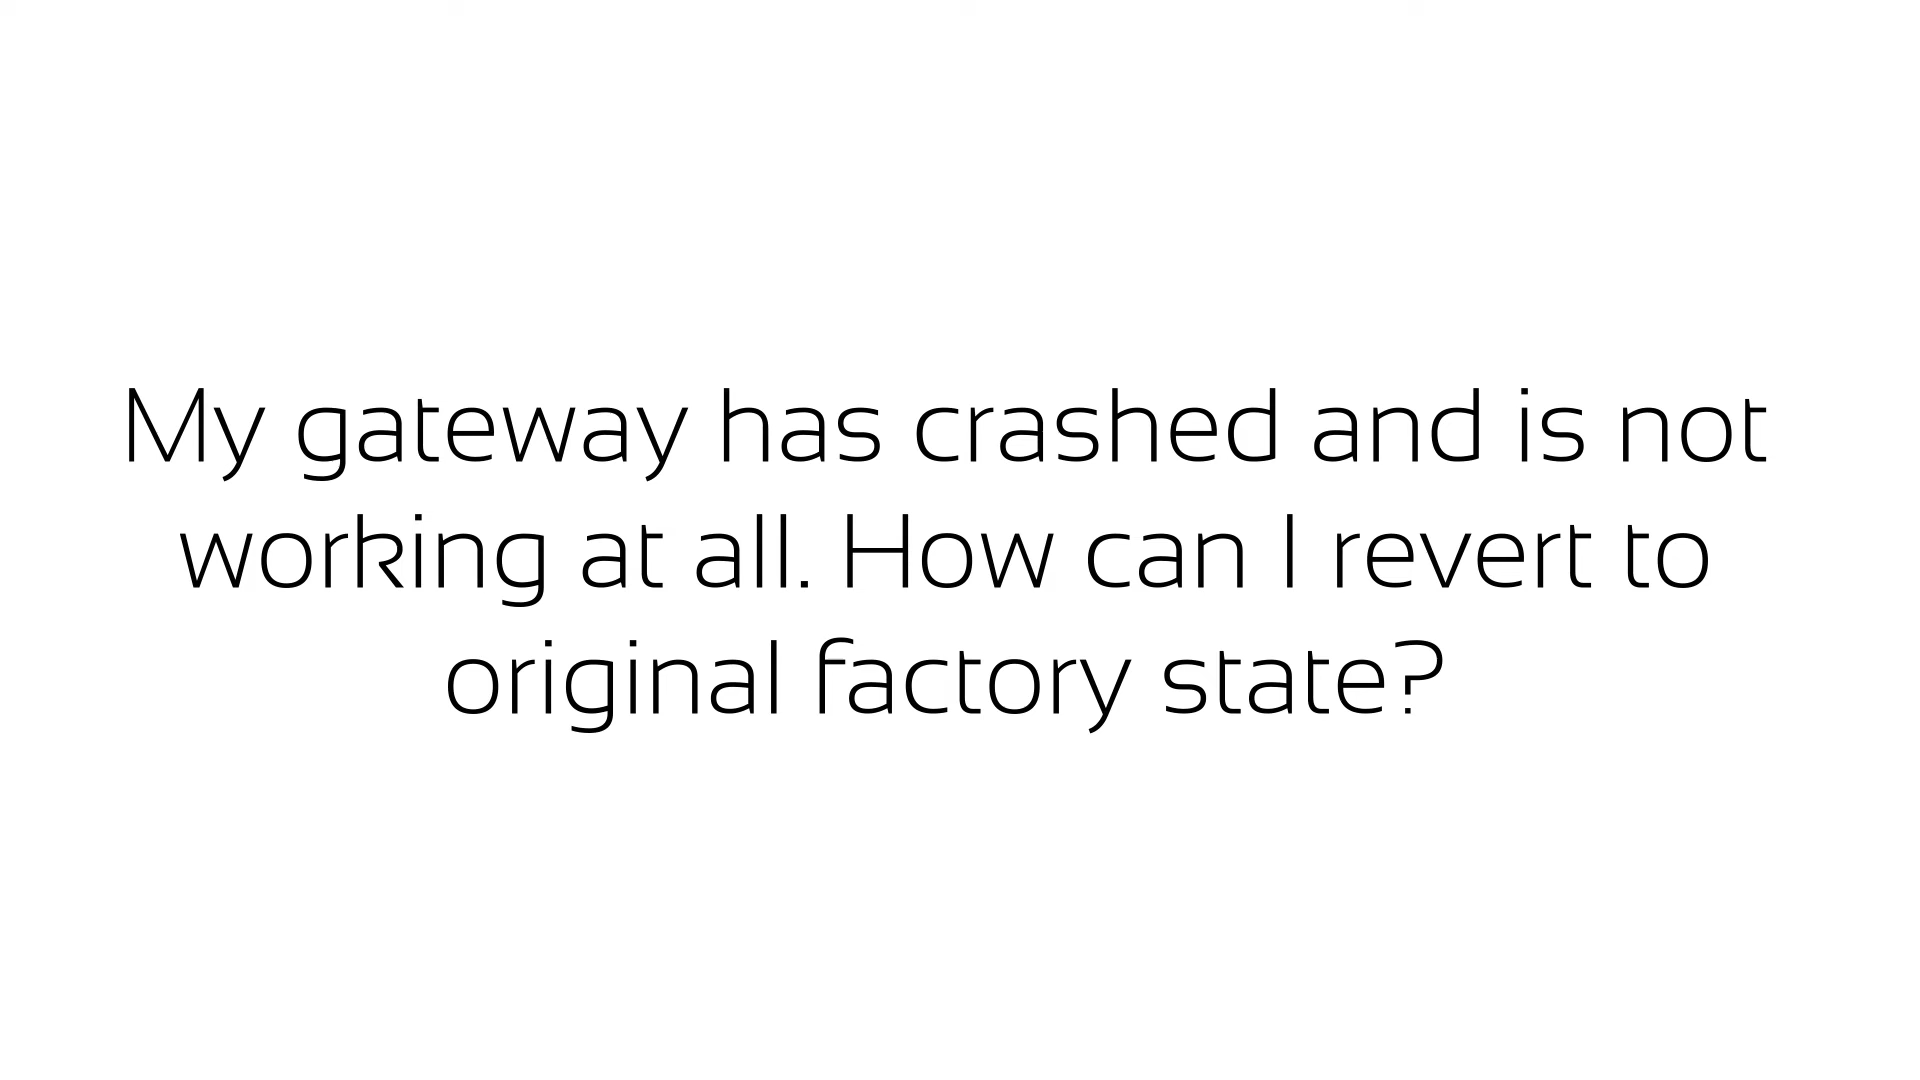 My gateway has crashed and is not
working at all. How can I revert to
original factory state?